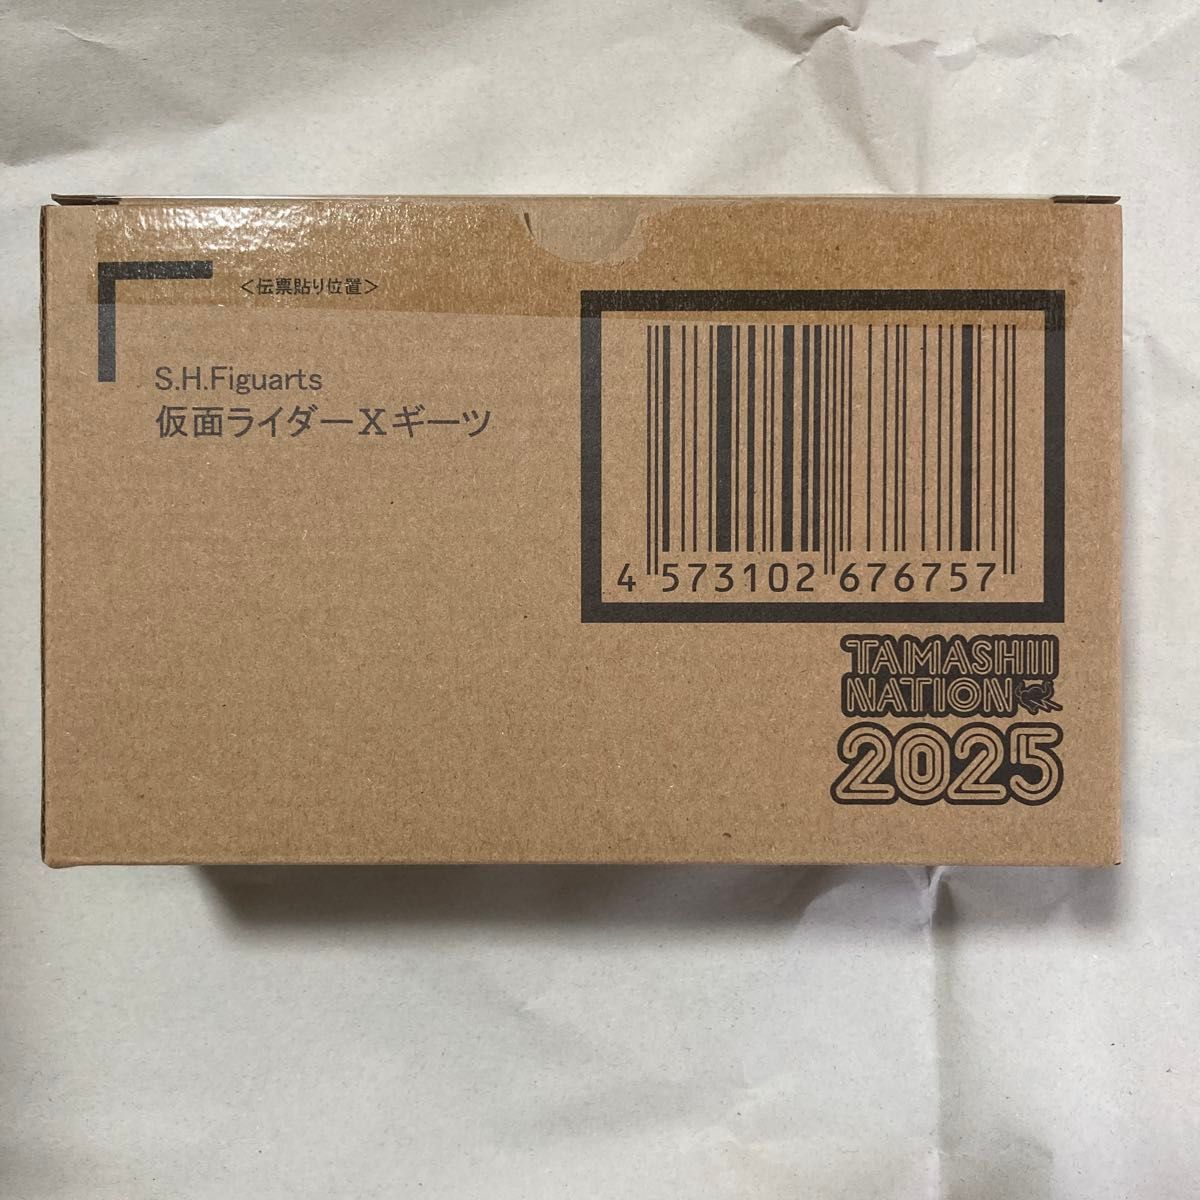 <伝票貼り位置>
S.H.Figuarts
仮面ライダーXギーツ
4 573102 676757
TAMASHII
NATION
2025